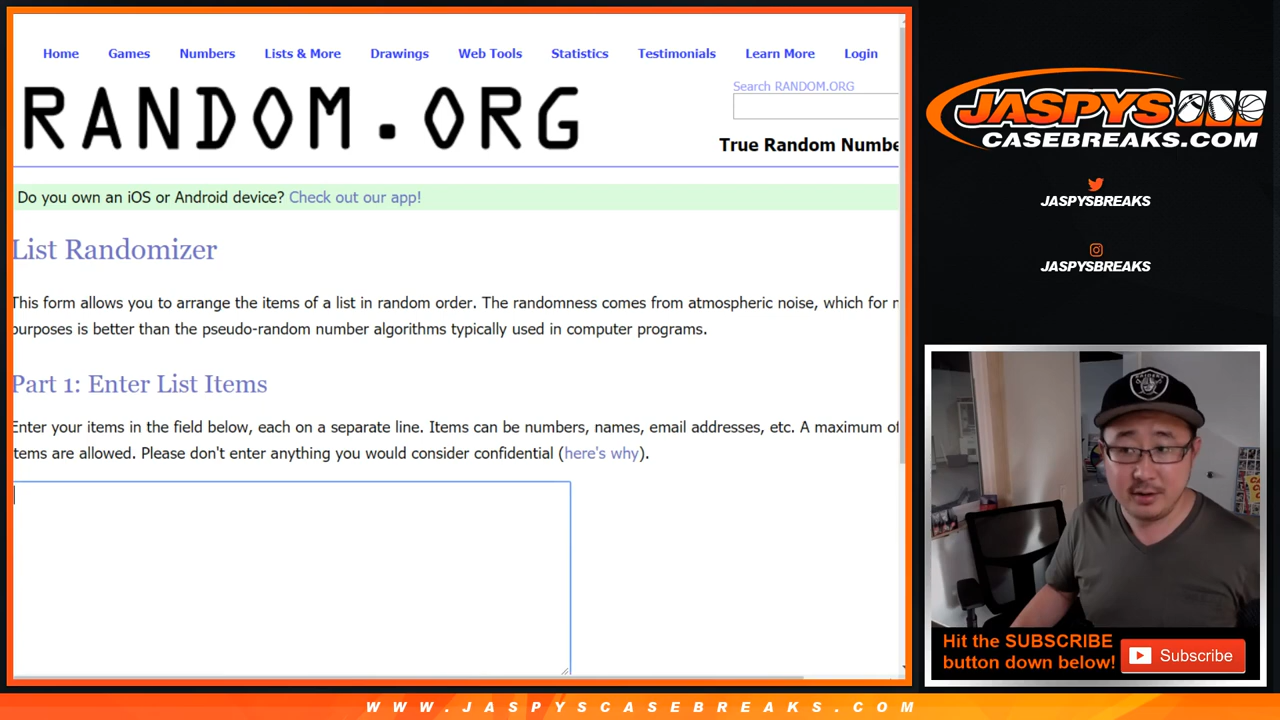 Home Games Numbers Lists & More Drawings Web Tools Statistics Testimonials Learn More Login
RANDOM.ORG
Search RANDOM.ORG
True Random Numbe
Do you own an iOS or Android device? Check out our app!
List Randomizer
This form allows you to arrange the items of a list in random order. The randomness comes from atmospheric noise, which for
purposes is better than the pseudo-random number algorithms typically used in computer programs.
Part 1: Enter List Items
Enter your items in the field below, each on a separate line. Items can be numbers, names, email addresses, etc. A maximum of
tems are allowed. Please don't enter anything you would consider confidential (here's why).
JASPYS
CASEBREAKS.COM
JASPYSBREAKS
JASPYSBREAKS
RAIDERS
Hit the SUBSCRIBE
button down below!
Subscribe
WWW.JASPYSCASEBREAKS.COM